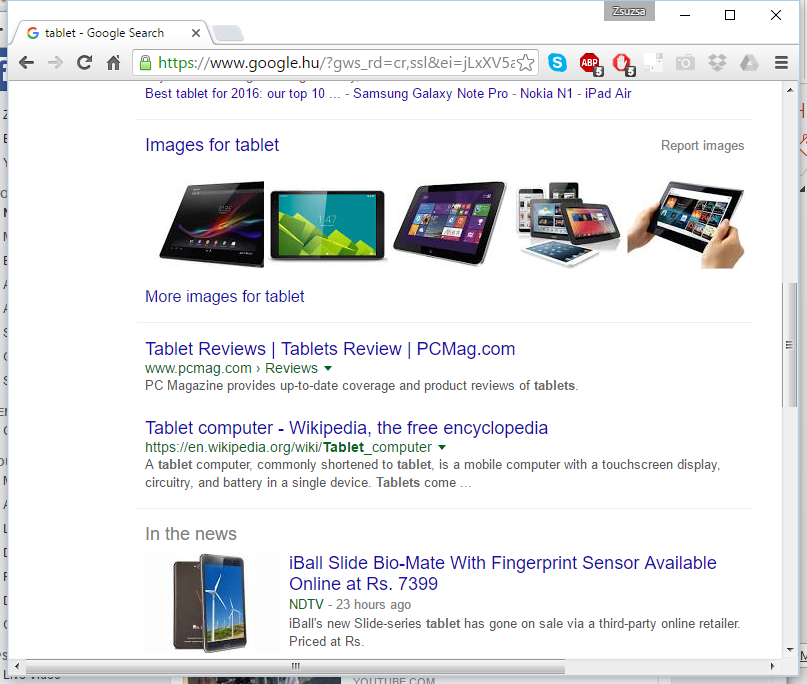 Zsuzsa
tablet - Google Search
https://www.google.hu/?gws_rd=cr,ssl&ei=jLxXV5a
Best tablet for 2016: our top 10 ... - Samsung Galaxy Note Pro - Nokia N1 - iPad Air
Images for tablet
Report images
1:47
More images for tablet
Tablet Reviews | Tablets Review | PCMag.com
www.pcmag.com › Reviews
PC Magazine provides up-to-date coverage and product reviews of tablets.
Tablet computer - Wikipedia, the free encyclopedia
https://en.wikipedia.org/wiki/Tablet_computer
A tablet computer, commonly shortened to tablet, is a mobile computer with a touchscreen display,
circuitry, and battery in a single device. Tablets come ...
In the news
iBall Slide Bio-Mate With Fingerprint Sensor Available
Online at Rs. 7399
NDTV - 23 hours ago
iBall's new Slide-series tablet has gone on sale via a third-party online retailer.
Priced at Rs.
YOUTUBE.COM